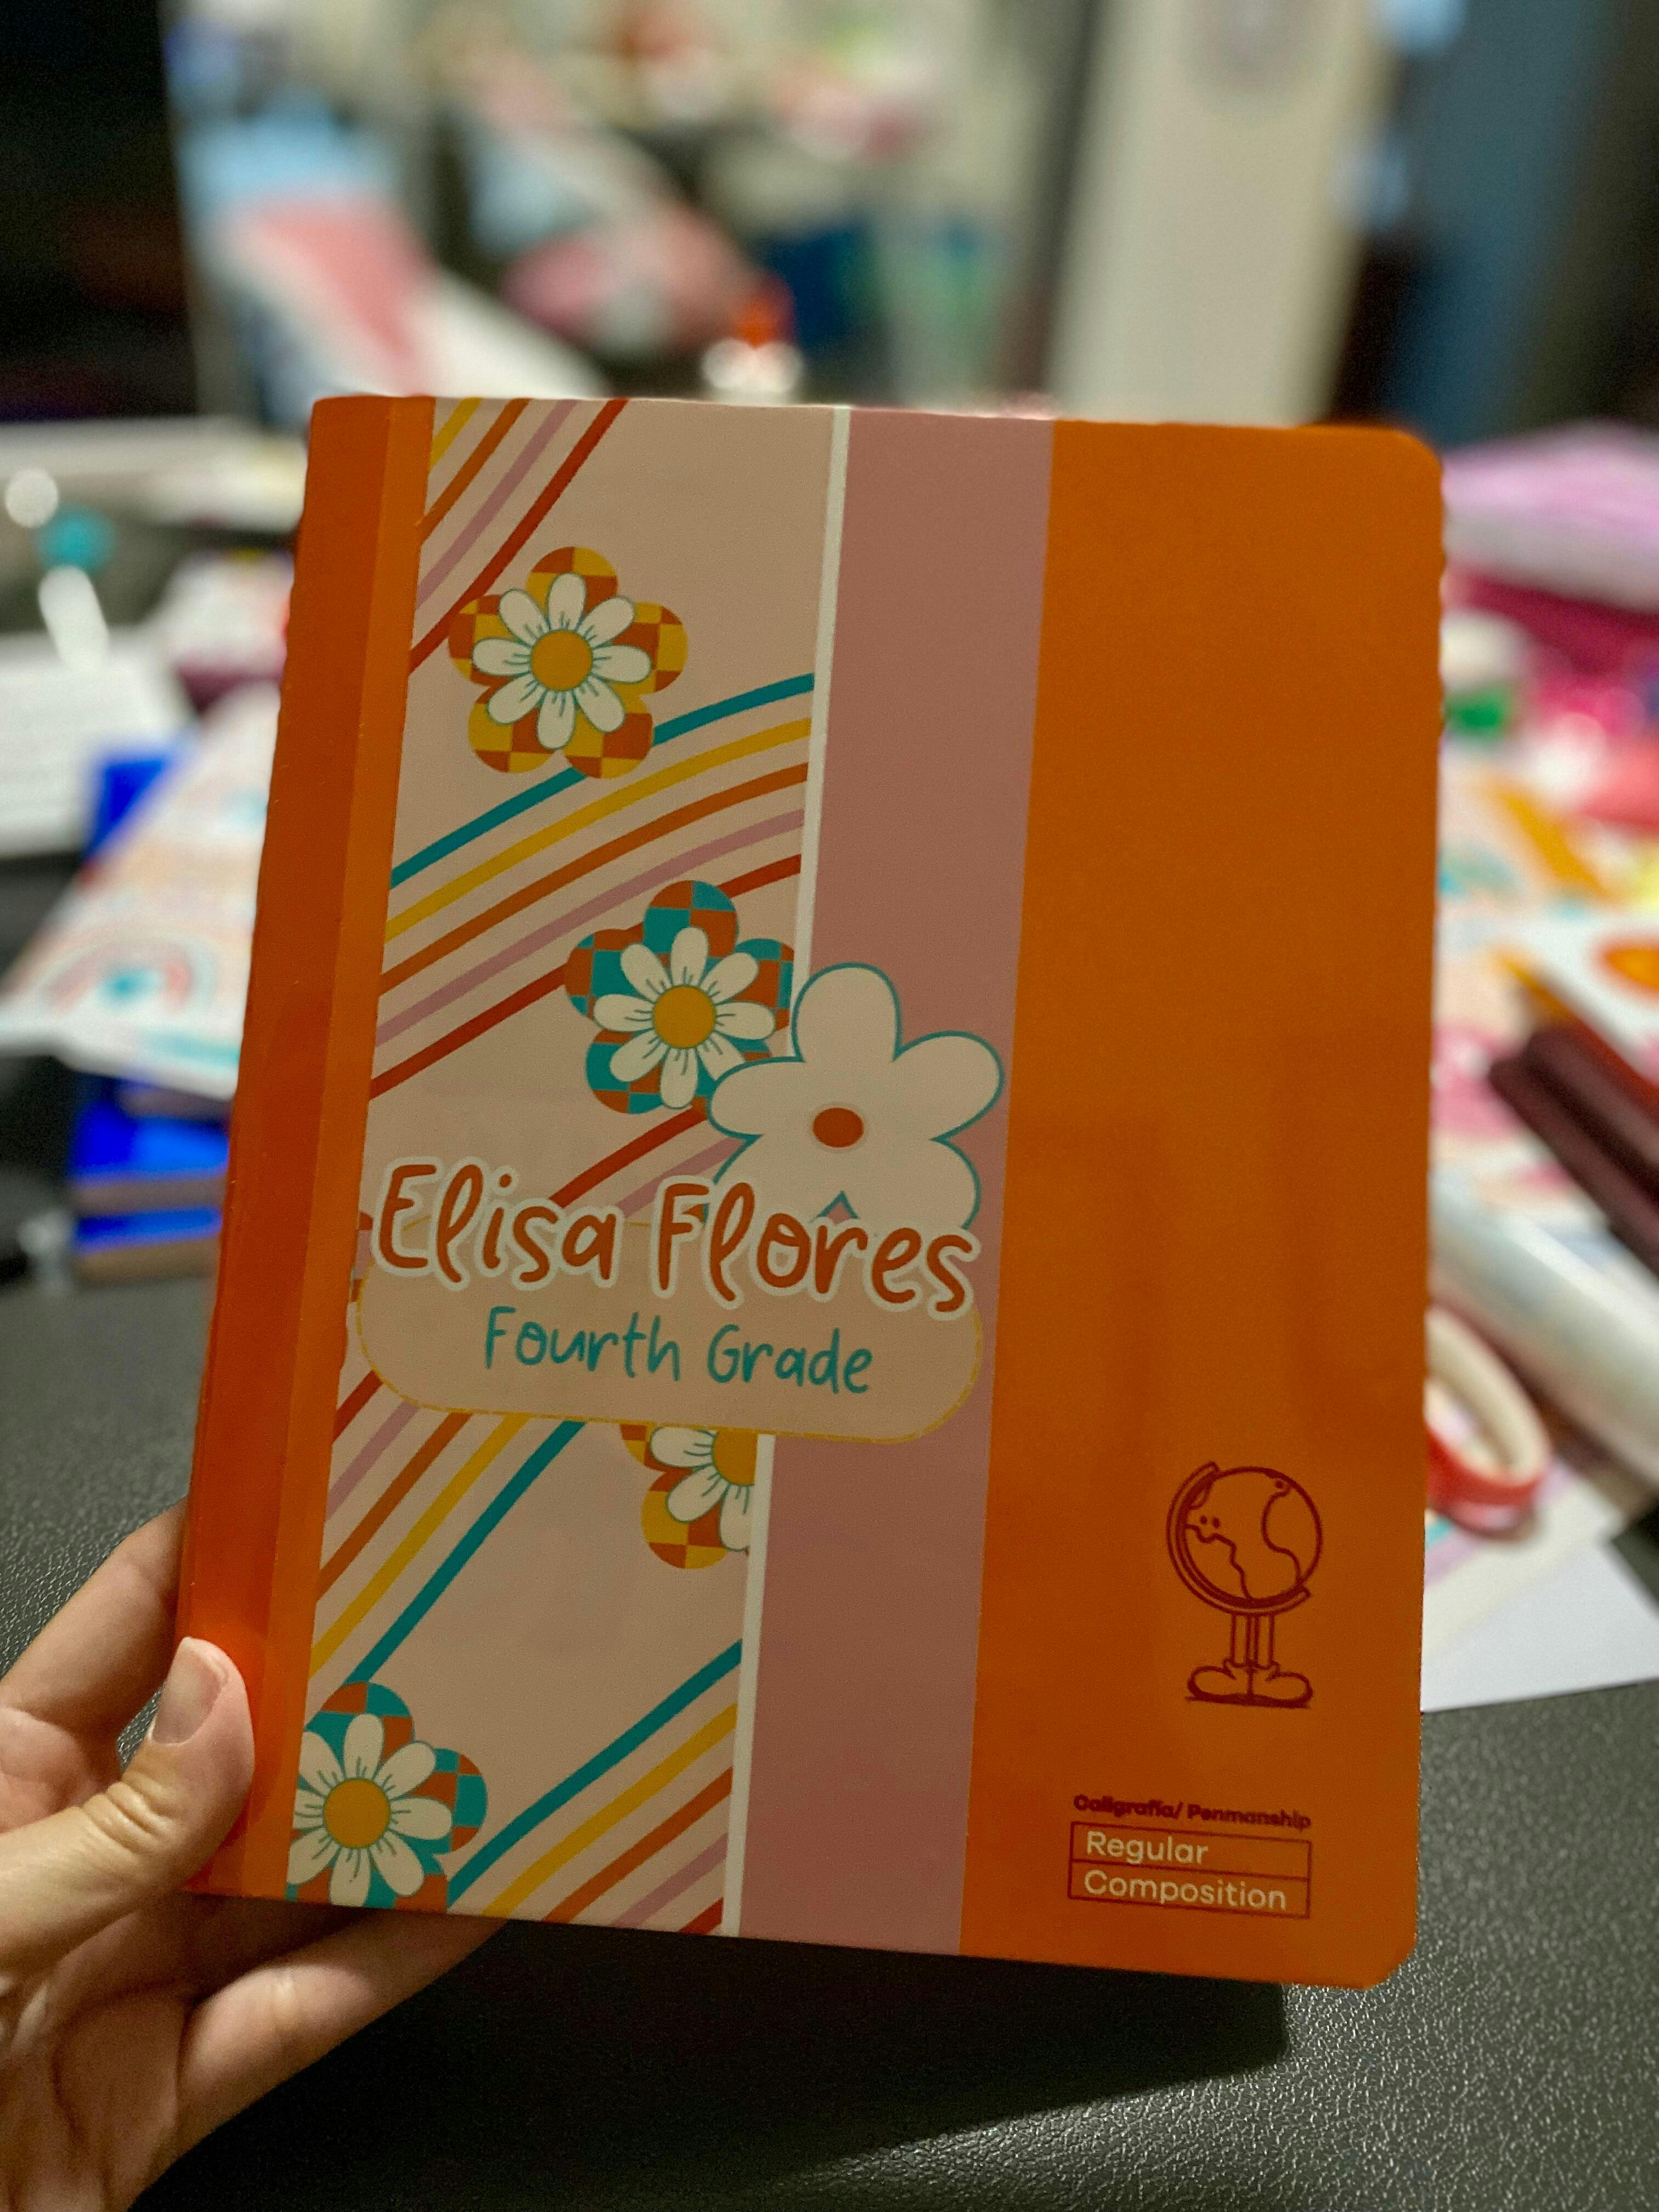 Elisa Flores
Fourth Grade
Caligrafía/ Penmanship
Regular
Composition